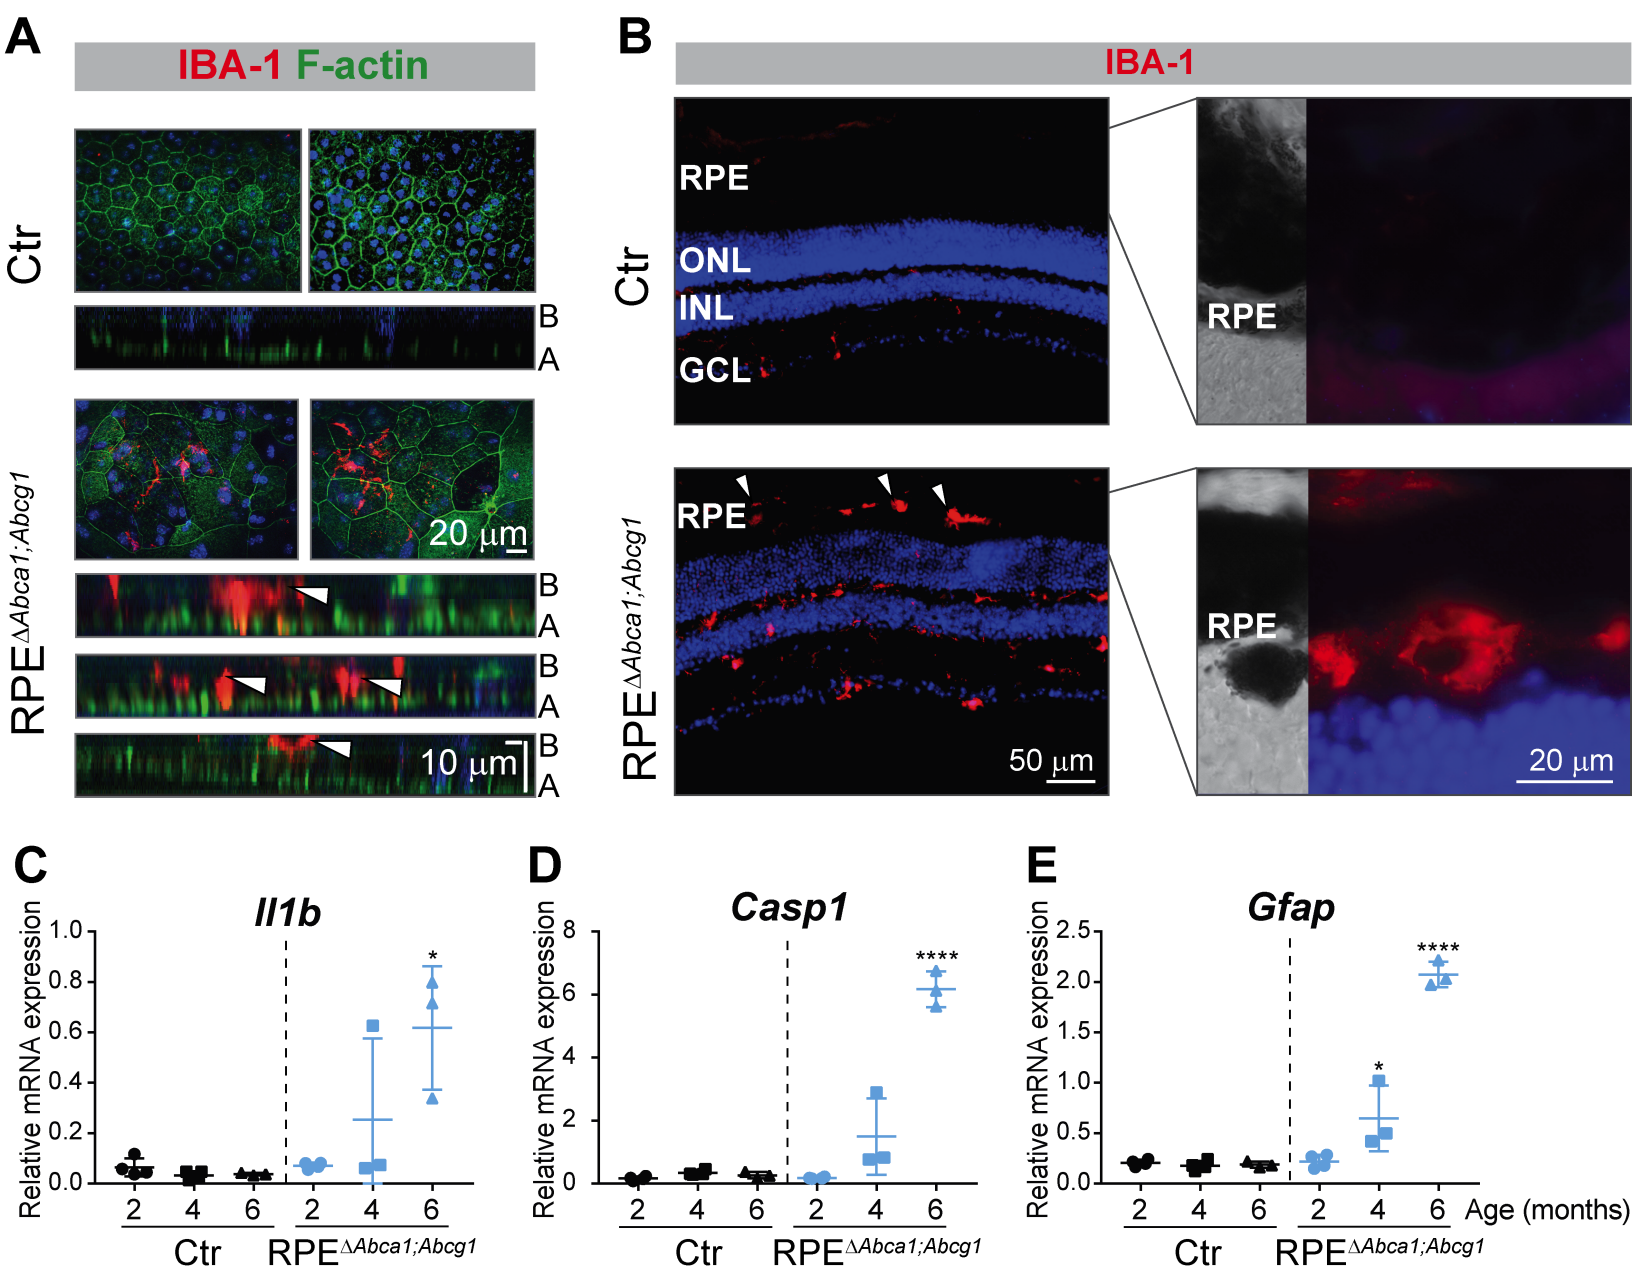 A
IBA-1 F-actin
Ctr
B
A
RPEΔAbca1;Abcg1
20 μm
B
A
B
A
10 μm
B
A
B
IBA-1
Ctr
RPE
ONL
INL
GCL
RPE
RPEΔAbca1;Abcg1
RPE
50 μm
RPE
20 μm
C
Il1b
Relative mRNA expression
1.0
0.8
0.6
0.4
0.2
0.0
*
2 4 6 2 4 6
Ctr RPEΔAbca1;Abcg1
D
Casp1
Relative mRNA expression
8
6
4
2
0
****
2 4 6 2 4 6
Ctr RPEΔAbca1;Abcg1
E
Gfap
Relative mRNA expression
2.5
2.0
1.5
1.0
0.5
0.0
*
****
2 4 6 2 4 6 Age (months)
Ctr RPEΔAbca1;Abcg1